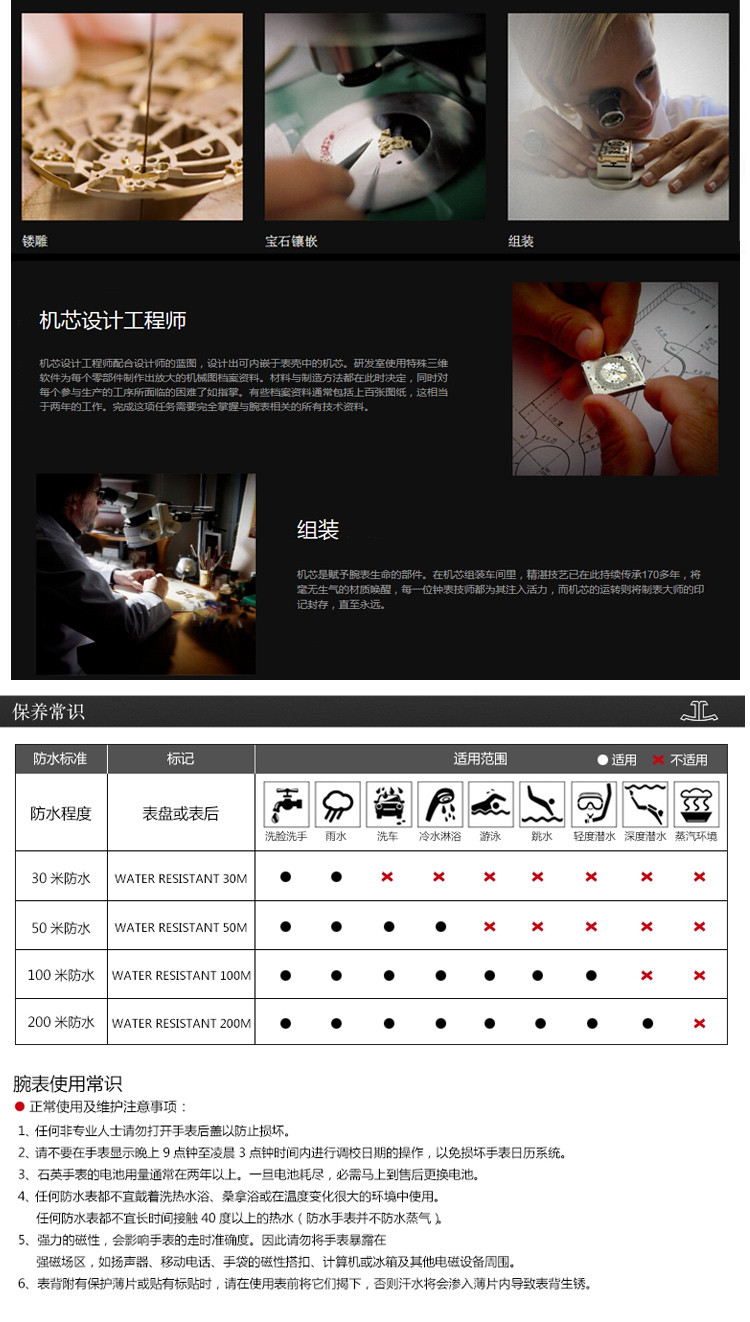 镂雕
宝石镶嵌
组装
机芯设计工程师
机芯设计工程师配合设计师的蓝图，设计出可内嵌于表壳中的机芯。研发室使用特殊三维
软件为每个零部件制作出放大的机械图档案资料。材料与制造方法都在此时决定，同时对
每个参与生产的工序所面临的困难了如指掌。有些档案资料通常包括上百张图纸，这相当
于两年的工作。完成这项任务需要完全掌握与腕表相关的所有技术资料。
组装
机芯是赋予腕表生命的部件。在机芯组装车间里，精湛技艺已在此持续传承170多年，将
毫无生气的材质唤醒，每一位钟表技师都为其注入活力，而机芯的运转则将制表大师的印
记封存，直至永远。
保养常识
防水标准 标记 适用范围 适用 不适用
防水程度 表盘或表后 洗脸洗手 雨水 洗车 冷水淋浴 游泳 跳水 轻度潜水 深度潜水 蒸汽环境
30 米防水 WATER RESISTANT 30M
50 米防水 WATER RESISTANT 50M
100 米防水 WATER RESISTANT 100M
200 米防水 WATER RESISTANT 200M
腕表使用常识
正常使用及维护注意事项：
1、任何非专业人士请勿打开手表后盖以防止损坏。
2、请不要在手表显示晚上 9 点钟至凌晨 3 点钟时间内进行调校日期的操作，以免损坏手表日历系统。
3、石英手表的电池用量通常在两年以上。一旦电池耗尽，必需马上到售后更换电池。
4、任何防水表都不宜戴着洗热水浴、桑拿浴或在温度变化很大的环境中使用。
任何防水表都不宜长时间接触 40 度以上的热水（防水手表并不防水蒸气）。
5、强力的磁性，会影响手表的走时准确度。因此请勿将手表暴露在
强磁场区，如扬声器、移动电话、手袋的磁性搭扣、计算机或冰箱及其他电磁设备周围。
6、表背附有保护薄片或贴有标贴时，请在使用表前将它们揭下，否则汗水将会渗入薄片内导致表背生锈。